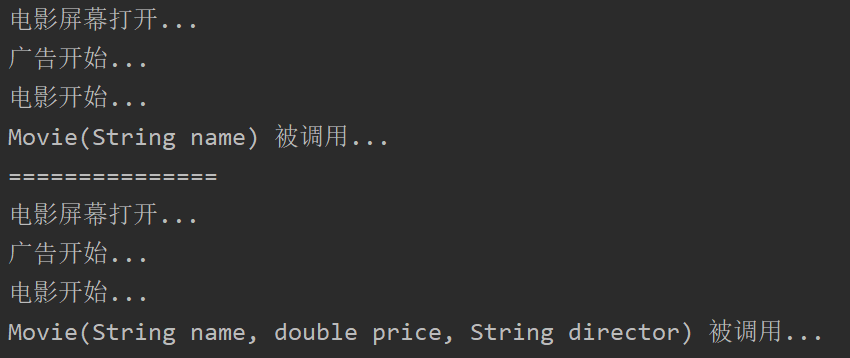 电影屏幕打开...
广告开始...
电影开始...
Movie(String name) 被调用...
===============
电影屏幕打开...
广告开始...
电影开始...
Movie(String name, double price, String director) 被调用...